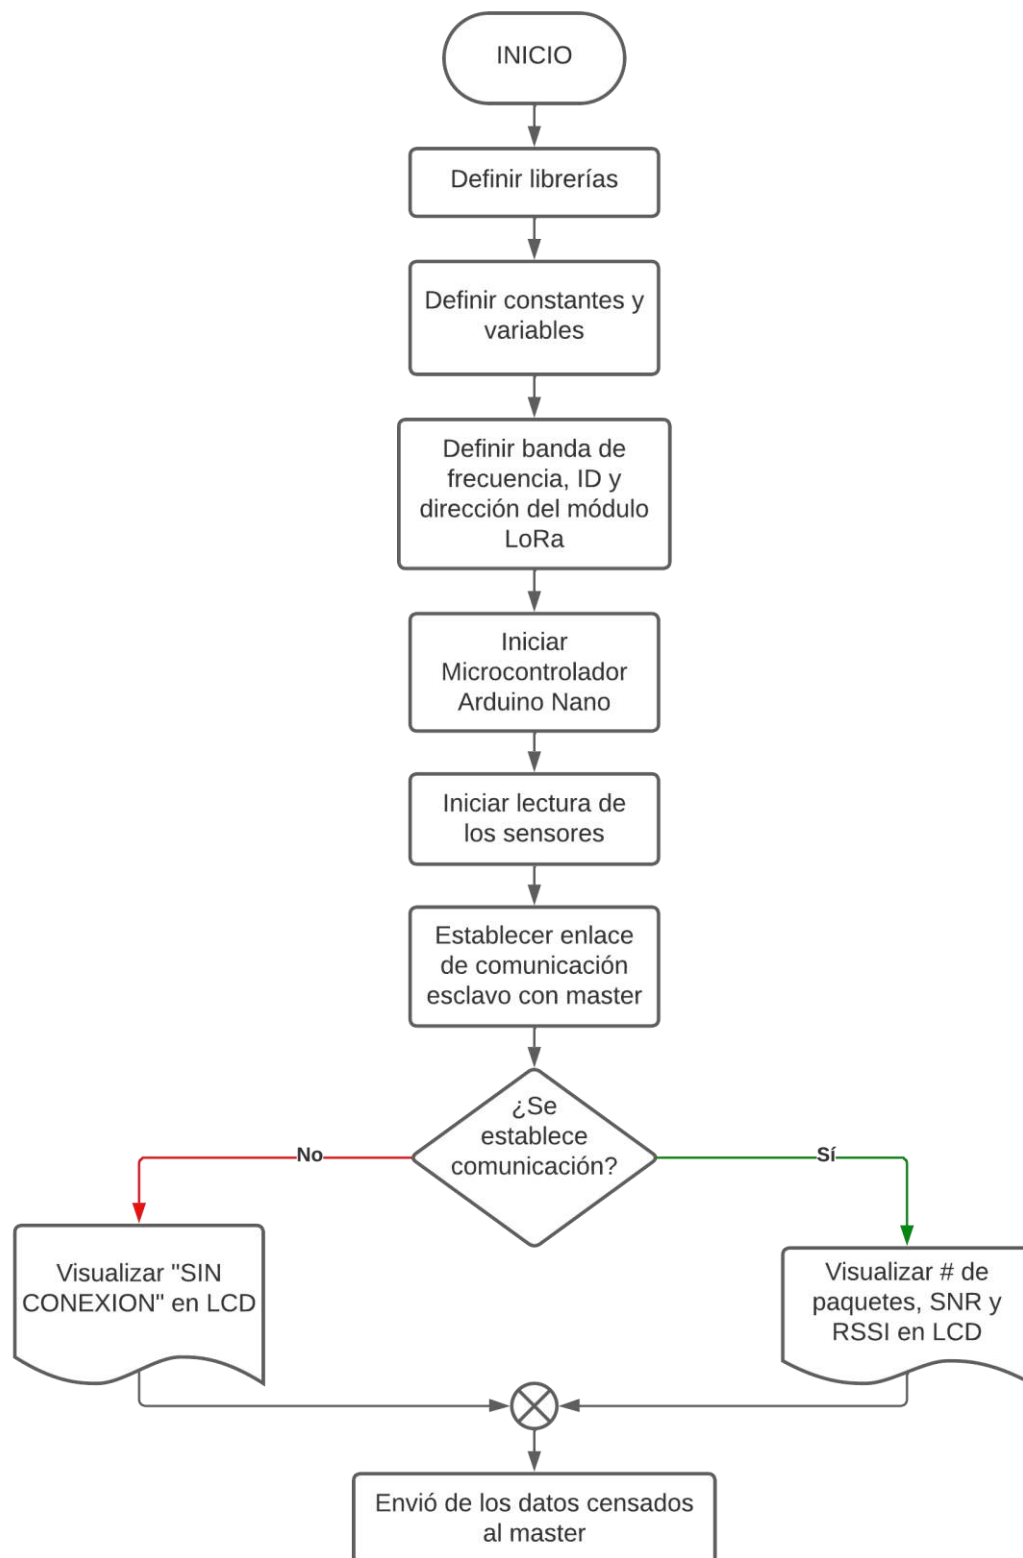 INICIO
Definir librerías
Definir constantes y
variables
Definir banda de
frecuencia, ID y
dirección del módulo
LoRa
Iniciar
Microcontrolador
Arduino Nano
Iniciar lectura de
los sensores
Establecer enlace
de comunicación
esclavo con master
¿Se
establece
comunicación?
No
Sí
Visualizar "SIN
CONEXION" en LCD
Visualizar # de
paquetes, SNR y
RSSI en LCD
Envió de los datos censados
al master